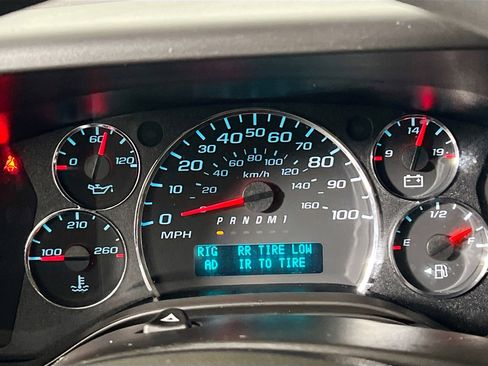 60
0 120
210
100 260
40 50 60
30 70
20 80
10 90
0 100
60 80 100
40 120
20 140
km/h
0 160
MPH
P R N D M 1
RIG RR TIRE LOW
AD IR TO TIRE
14
9 19
1/2
E F